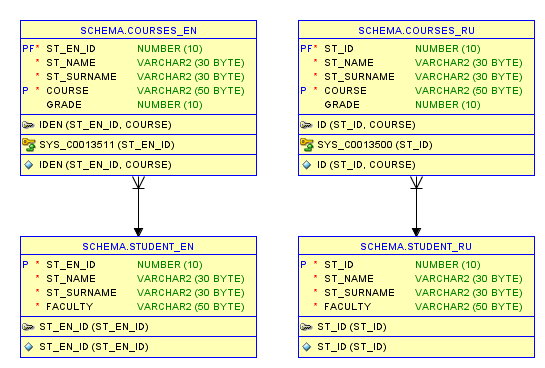 SCHEMA.COURSES_EN
PF* ST_EN_ID NUMBER (10)
* ST_NAME VARCHAR2 (30 BYTE)
* ST_SURNAME VARCHAR2 (30 BYTE)
P * COURSE VARCHAR2 (50 BYTE)
GRADE NUMBER (10)
IDEN (ST_EN_ID, COURSE)
SYS_C0013511 (ST_EN_ID)
IDEN (ST_EN_ID, COURSE)
SCHEMA.COURSES_RU
PF* ST_ID NUMBER (10)
* ST_NAME VARCHAR2 (30 BYTE)
* ST_SURNAME VARCHAR2 (30 BYTE)
P * COURSE VARCHAR2 (50 BYTE)
GRADE NUMBER (10)
ID (ST_ID, COURSE)
SYS_C0013500 (ST_ID)
ID (ST_ID, COURSE)
SCHEMA.STUDENT_EN
P * ST_EN_ID NUMBER (10)
* ST_NAME VARCHAR2 (30 BYTE)
* ST_SURNAME VARCHAR2 (30 BYTE)
* FACULTY VARCHAR2 (50 BYTE)
ST_EN_ID (ST_EN_ID)
ST_EN_ID (ST_EN_ID)
SCHEMA.STUDENT_RU
P * ST_ID NUMBER (10)
* ST_NAME VARCHAR2 (30 BYTE)
* ST_SURNAME VARCHAR2 (30 BYTE)
* FACULTY VARCHAR2 (50 BYTE)
ST_ID (ST_ID)
ST_ID (ST_ID)